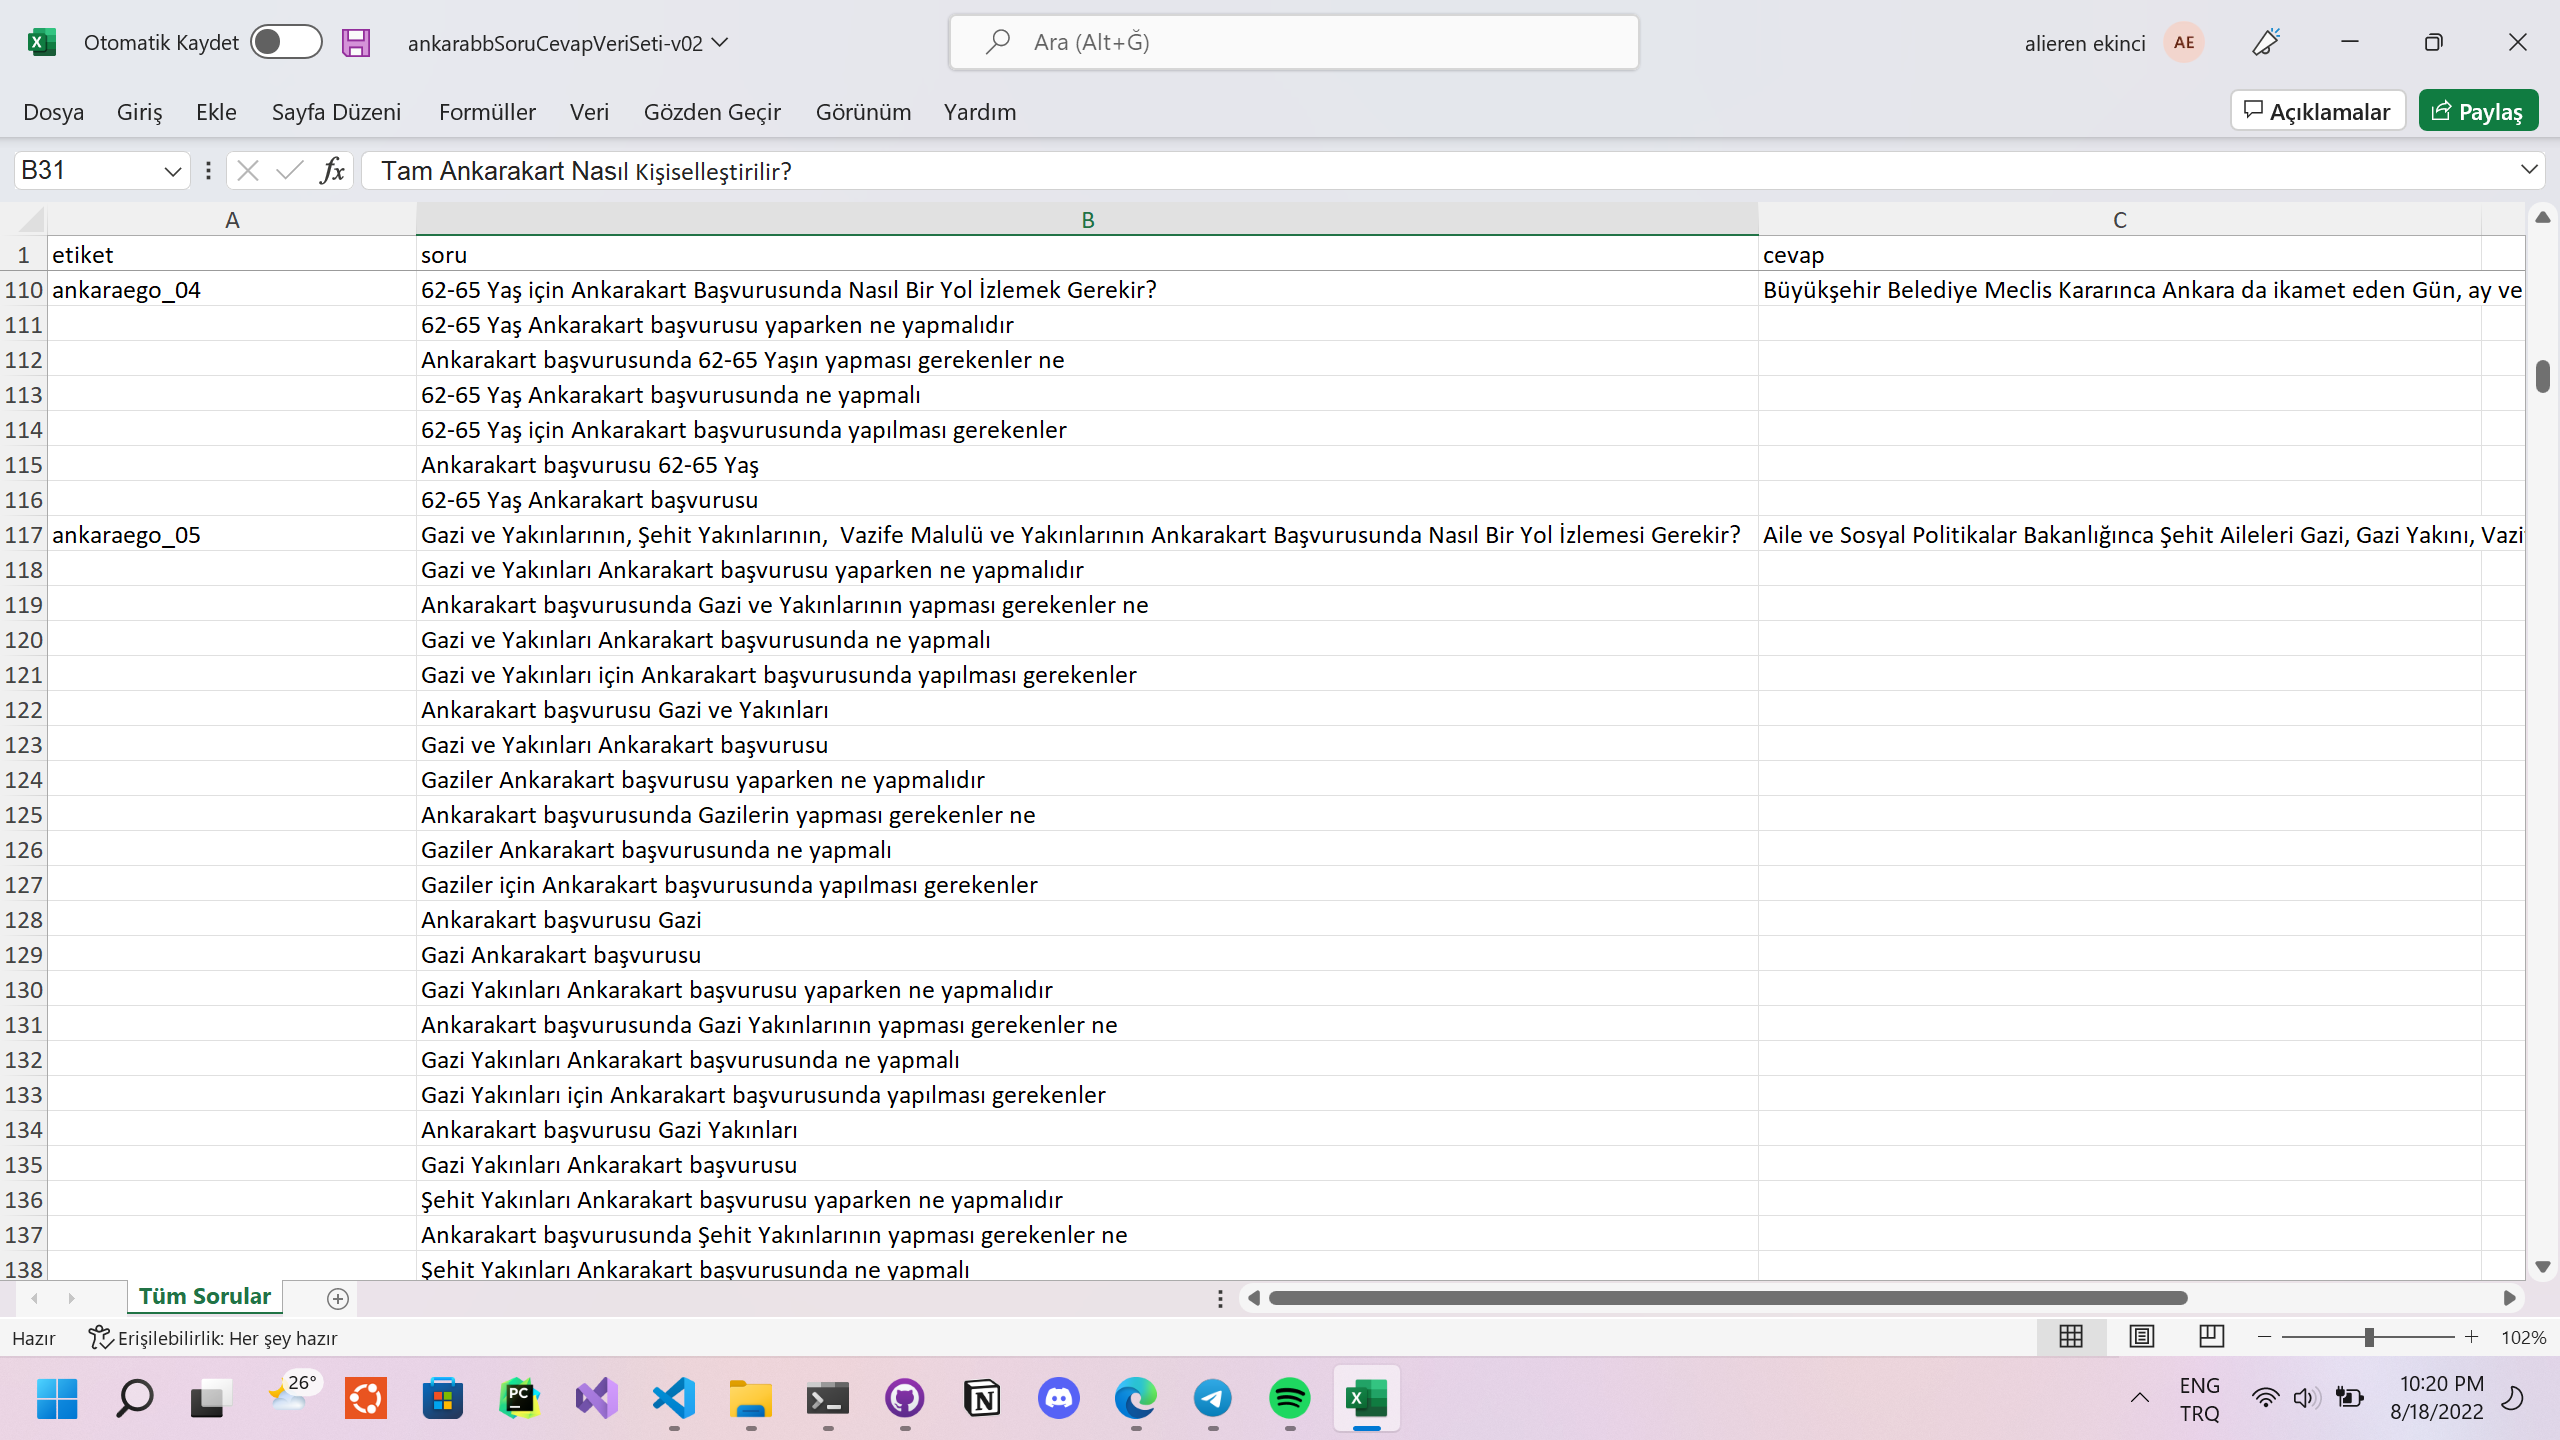 Otomatik Kaydet ankarabbSoruCevapVeriSeti-v02 Ara (Alt+Ğ) alieren ekinci AE
Dosya Giriş Ekle Sayfa Düzeni Formüller Veri Gözden Geçir Görünüm Yardım Açıklamalar Paylaş
B31 fx Tam Ankarakart Nasıl Kişiselleştirilir?
A B C
1 etiket soru cevap
110 ankaraego_04 62-65 Yaş için Ankarakart Başvurusunda Nasıl Bir Yol İzlemek Gerekir? Büyükşehir Belediye Meclis Kararınca Ankara da ikamet eden Gün, ay ve
111 62-65 Yaş Ankarakart başvurusu yaparken ne yapmalıdır
112 Ankarakart başvurusunda 62-65 Yaşın yapması gerekenler ne
113 62-65 Yaş Ankarakart başvurusunda ne yapmalı
114 62-65 Yaş için Ankarakart başvurusunda yapılması gerekenler
115 Ankarakart başvurusu 62-65 Yaş
116 62-65 Yaş Ankarakart başvurusu
117 ankaraego_05 Gazi ve Yakınlarının, Şehit Yakınlarının,  Vazife Malulü ve Yakınlarının Ankarakart Başvurusunda Nasıl Bir Yol İzlemesi Gerekir? Aile ve Sosyal Politikalar Bakanlığınca Şehit Aileleri Gazi, Gazi Yakını, Vazi
118 Gazi ve Yakınları Ankarakart başvurusu yaparken ne yapmalıdır
119 Ankarakart başvurusunda Gazi ve Yakınlarının yapması gerekenler ne
120 Gazi ve Yakınları Ankarakart başvurusunda ne yapmalı
121 Gazi ve Yakınları için Ankarakart başvurusunda yapılması gerekenler
122 Ankarakart başvurusu Gazi ve Yakınları
123 Gazi ve Yakınları Ankarakart başvurusu
124 Gaziler Ankarakart başvurusu yaparken ne yapmalıdır
125 Ankarakart başvurusunda Gazilerin yapması gerekenler ne
126 Gaziler Ankarakart başvurusunda ne yapmalı
127 Gaziler için Ankarakart başvurusunda yapılması gerekenler
128 Ankarakart başvurusu Gazi
129 Gazi Ankarakart başvurusu
130 Gazi Yakınları Ankarakart başvurusu yaparken ne yapmalıdır
131 Ankarakart başvurusunda Gazi Yakınlarının yapması gerekenler ne
132 Gazi Yakınları Ankarakart başvurusunda ne yapmalı
133 Gazi Yakınları için Ankarakart başvurusunda yapılması gerekenler
134 Ankarakart başvurusu Gazi Yakınları
135 Gazi Yakınları Ankarakart başvurusu
136 Şehit Yakınları Ankarakart başvurusu yaparken ne yapmalıdır
137 Ankarakart başvurusunda Şehit Yakınlarının yapması gerekenler ne
138 Şehit Yakınları Ankarakart başvurusunda ne yapmalı
Tüm Sorular
Hazır Erişilebilirlik: Her şey hazır 102%
26° PC ENG 10:20 PM
TRQ 8/18/2022